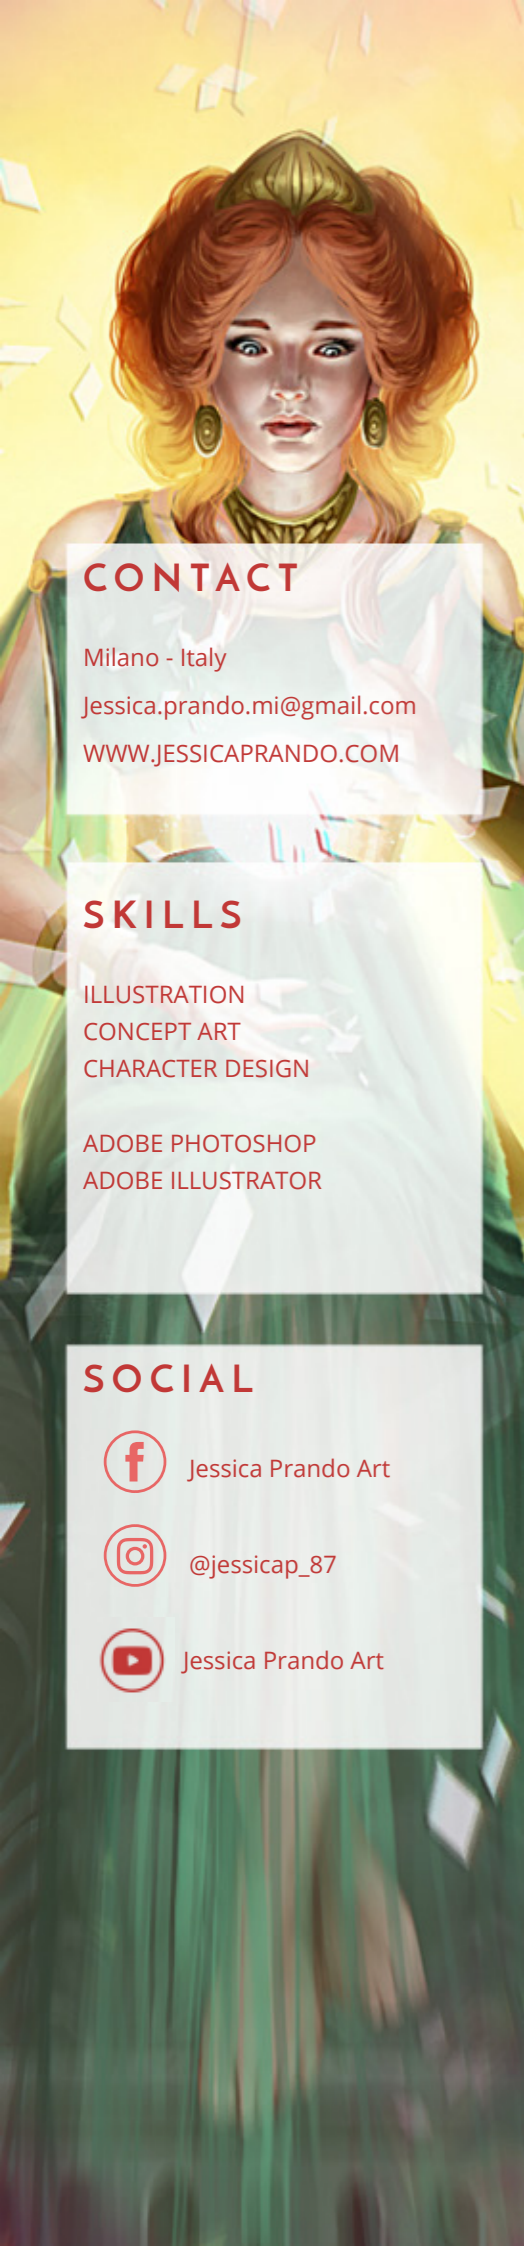 CONTACT
Milano - Italy
Jessica.prando.mi@gmail.com
WWW.JESSICAPRANDO.COM
SKILLS
ILLUSTRATION
CONCEPT ART
CHARACTER DESIGN
ADOBE PHOTOSHOP
ADOBE ILLUSTRATOR
SOCIAL
Jessica Prando Art
@jessicap_87
Jessica Prando Art